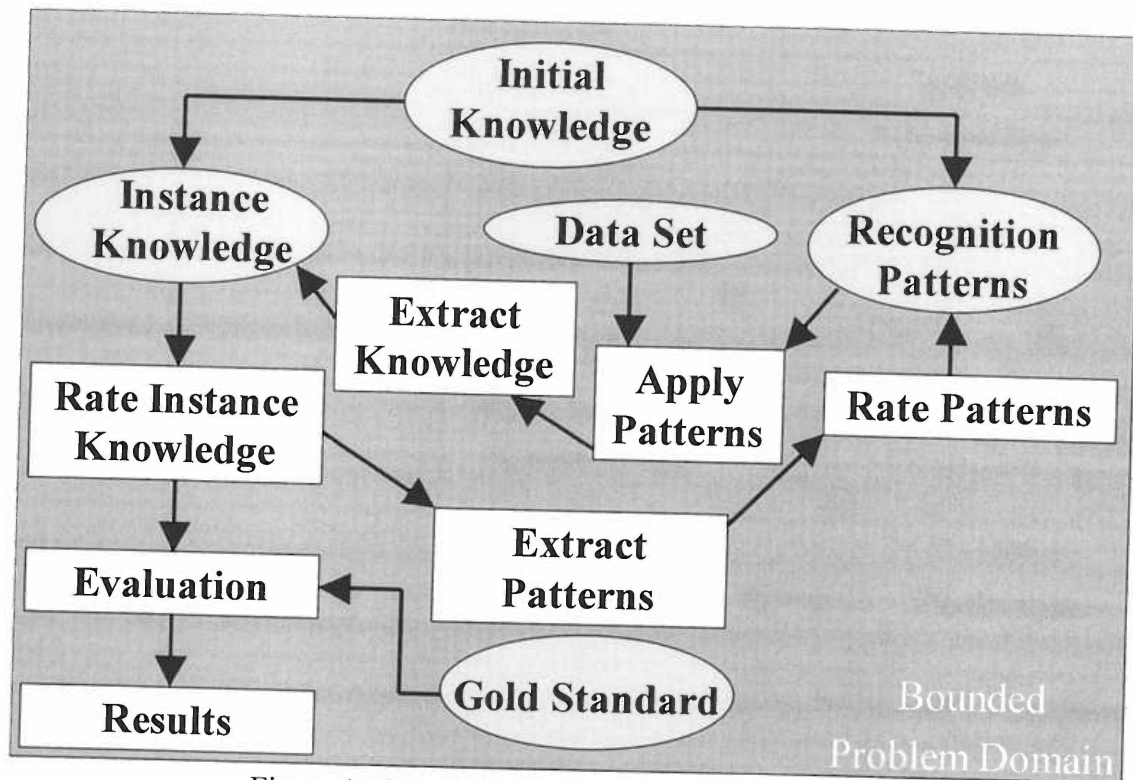 Initial
Knowledge
Instance
Knowledge
Data Set
Recognition
Patterns
Extract
Knowledge
Apply
Patterns
Rate Instance
Knowledge
Rate Patterns
Extract
Patterns
Evaluation
Gold Standard
Results
Bounded
Problem Domain